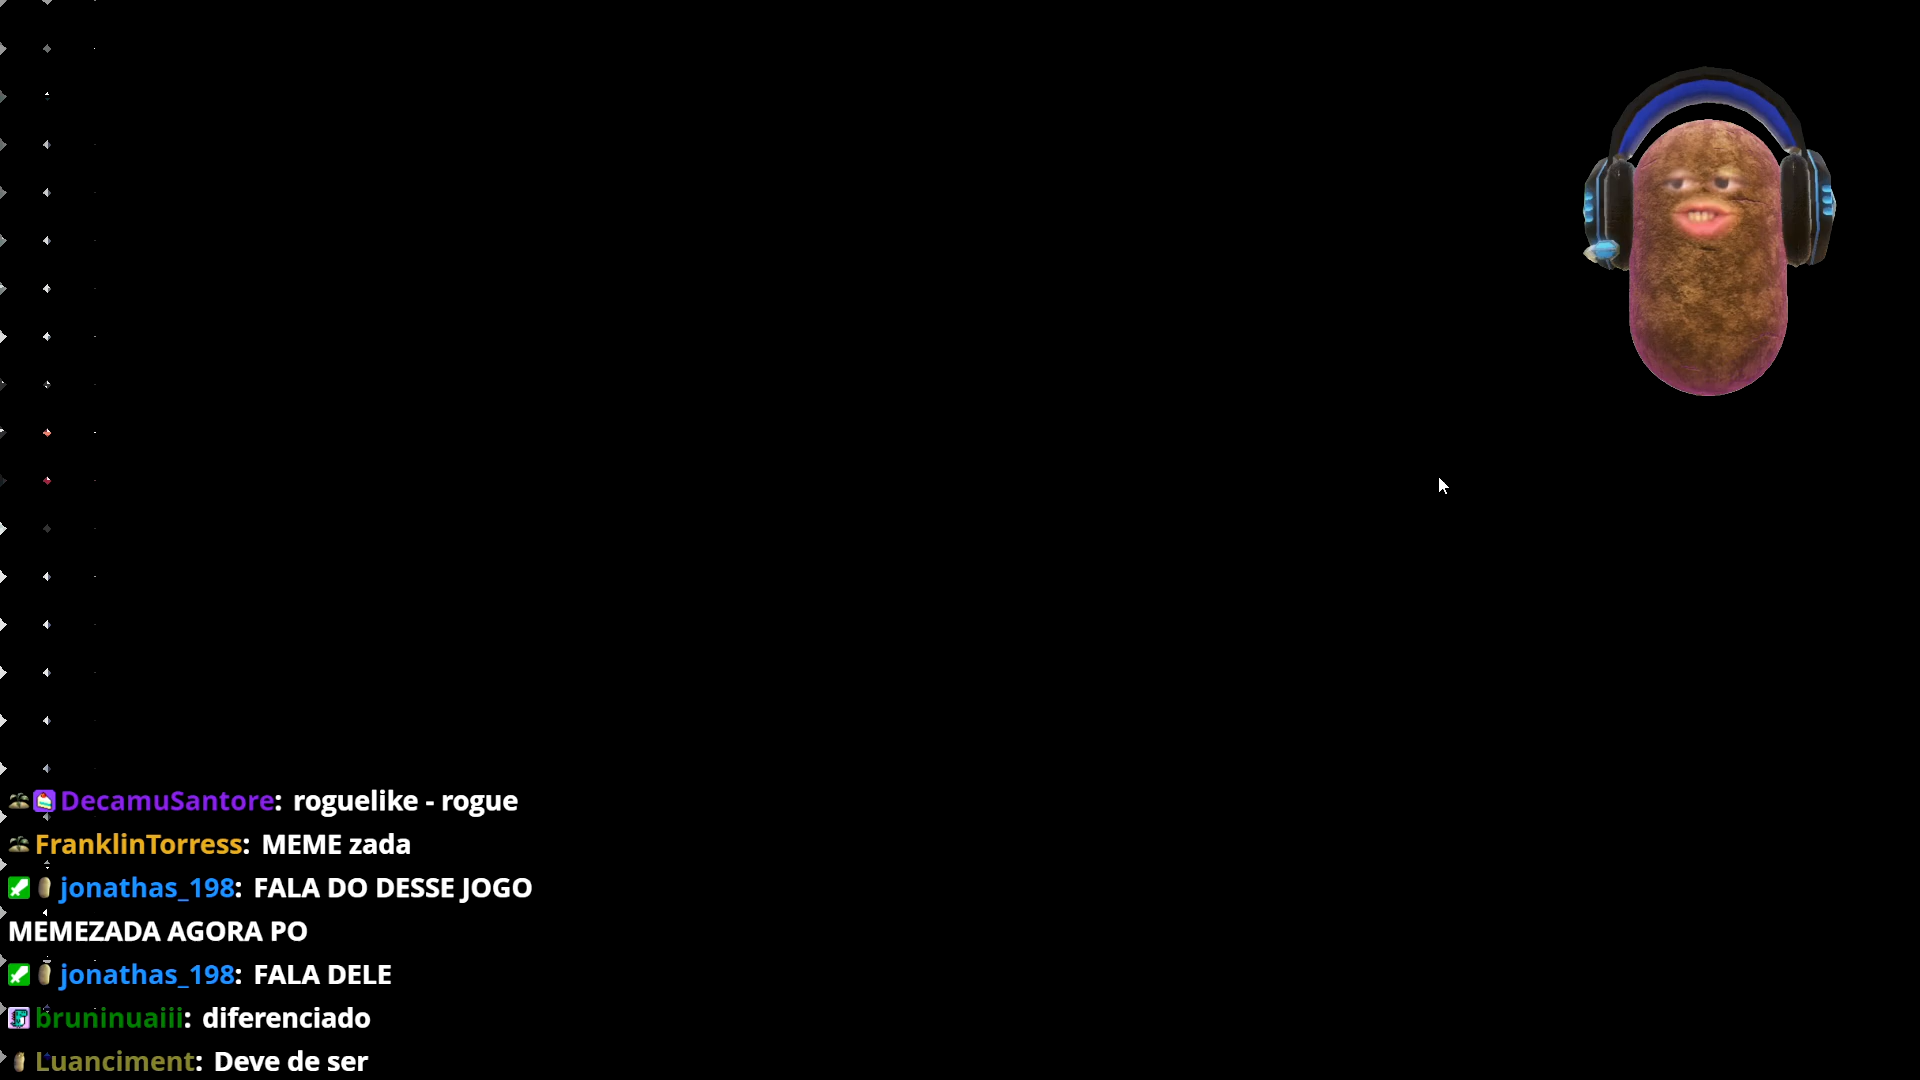 DecamuSantore: roguelike - rogue
FranklinTorress: MEME zada
jonathas_198: FALA DO DESSE JOGO
MEMEZADA AGORA PO
jonathas_198: FALA DELE
bruninuaiii: diferenciado
Luanciment: Deve de ser